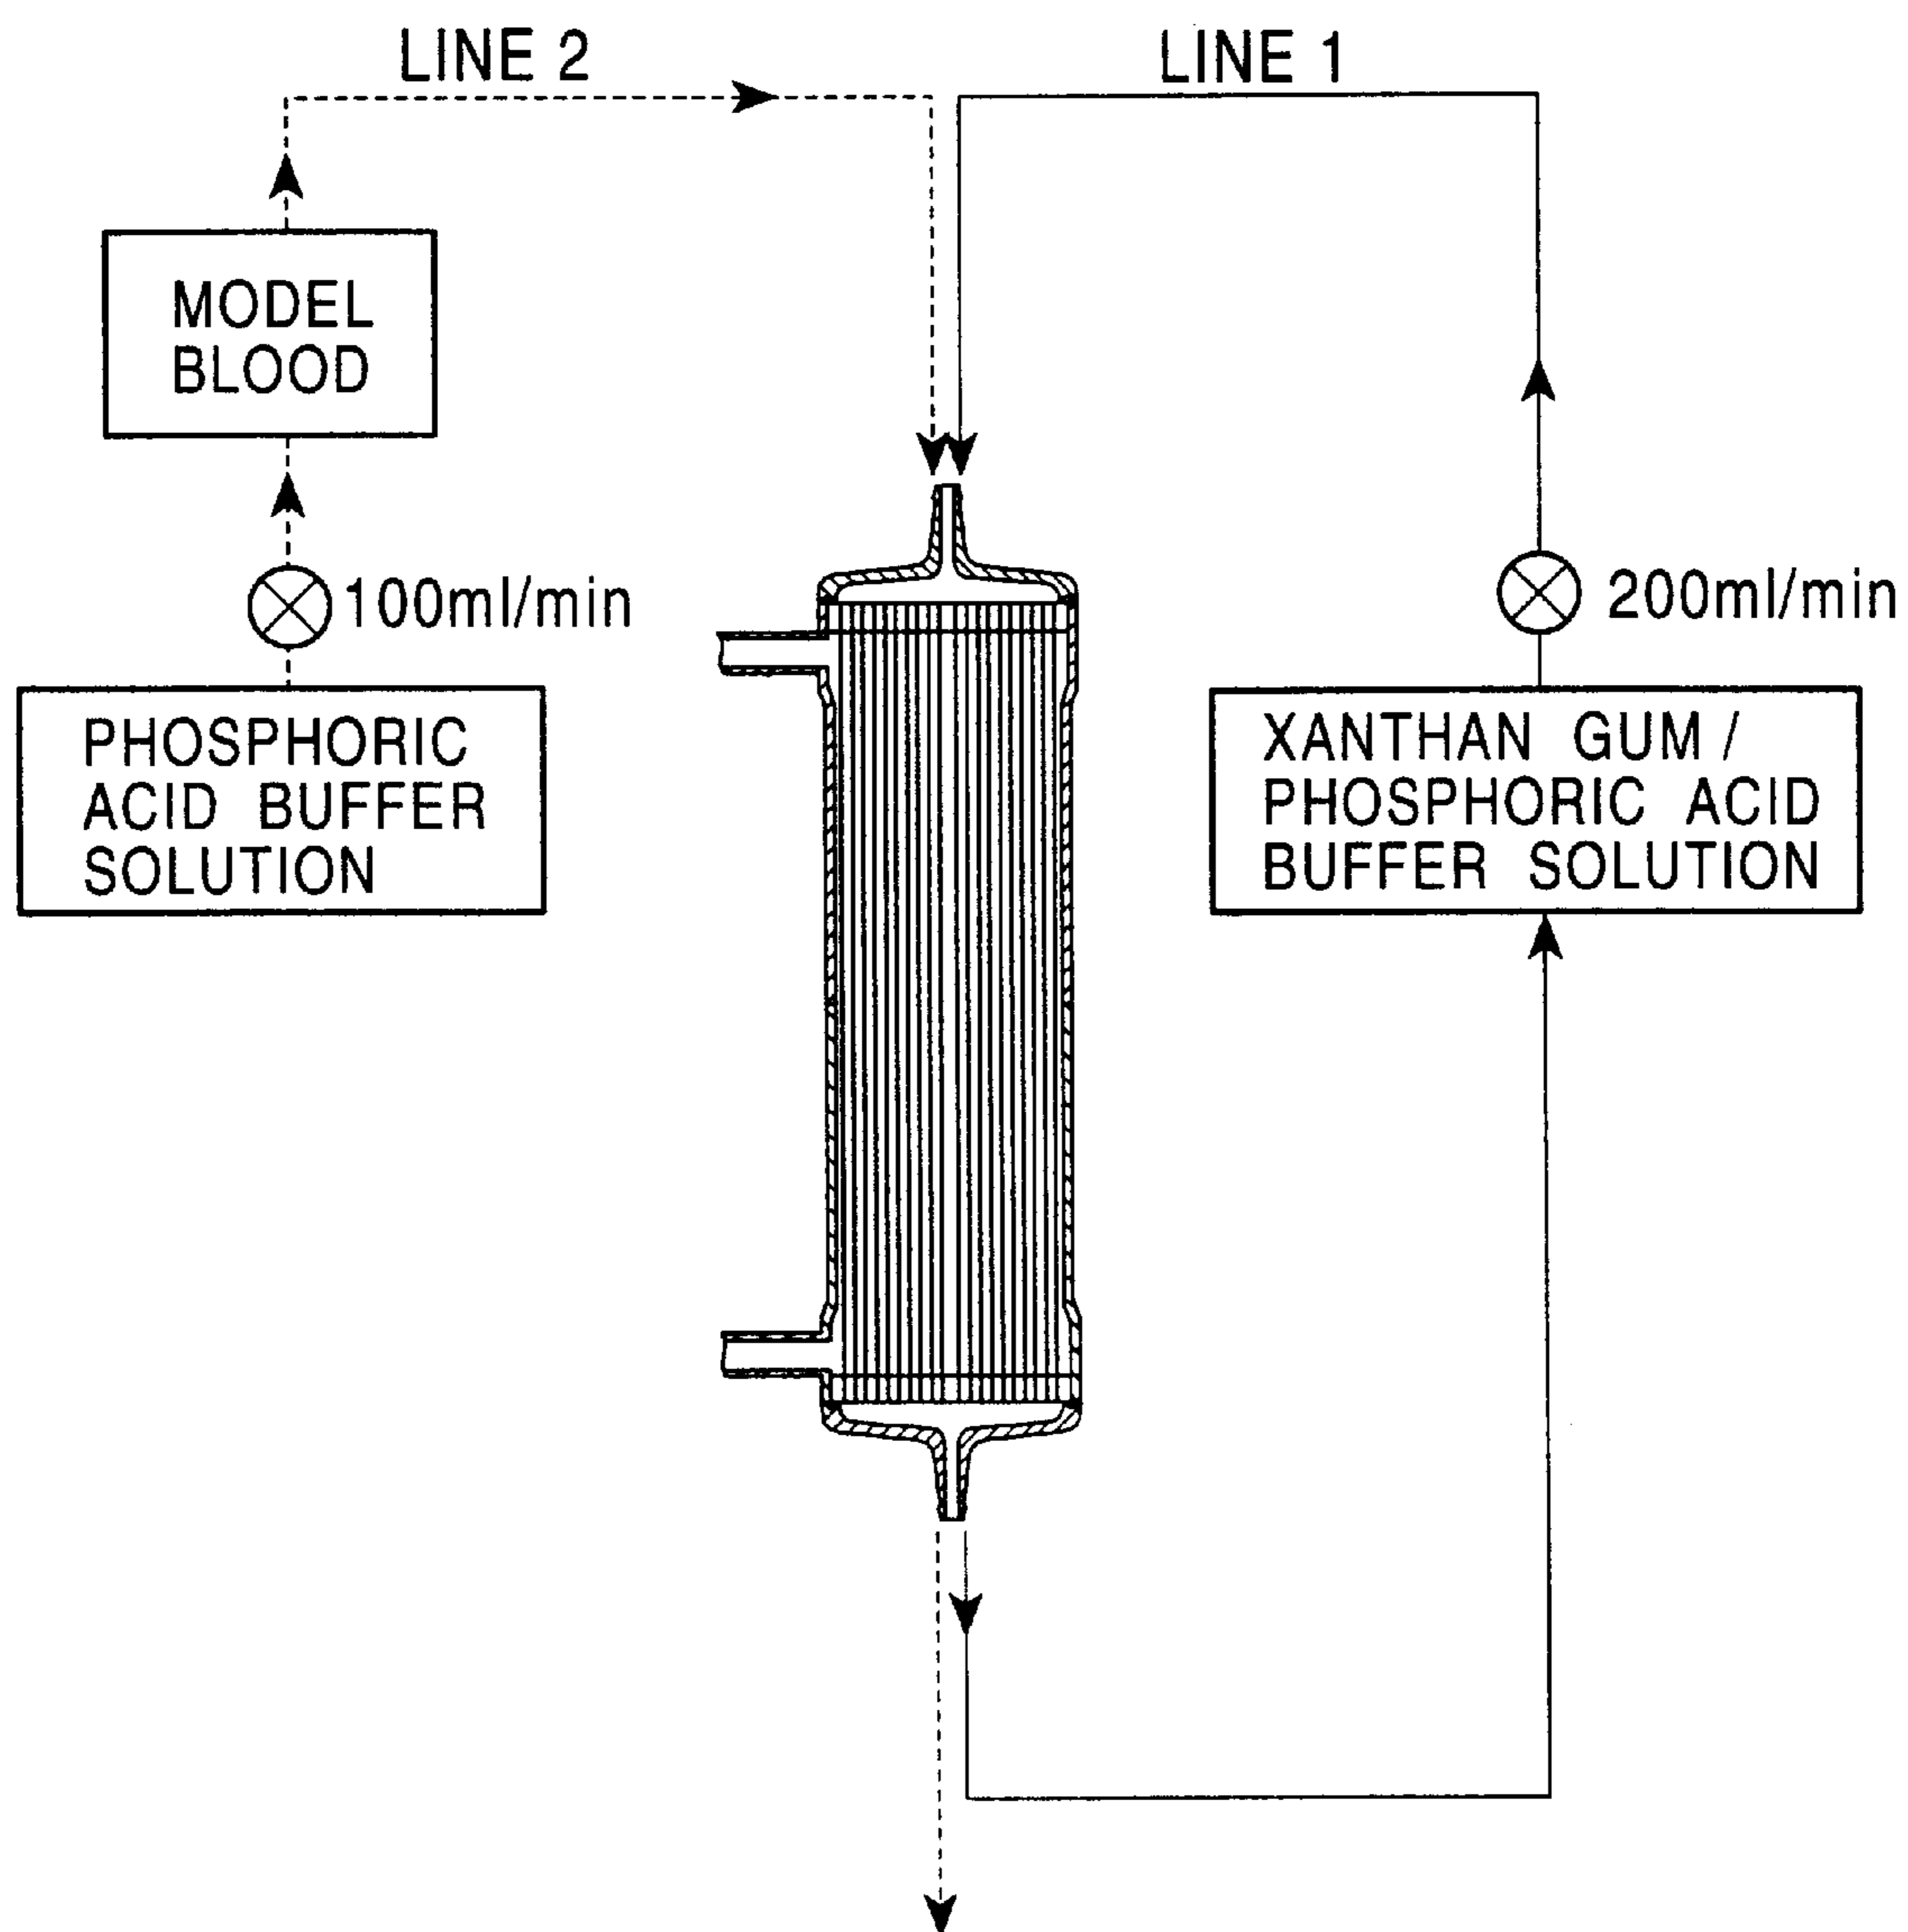 LINE 2
LINE 1
MODEL
BLOOD
100ml/min
200ml/min
PHOSPHORIC
ACID BUFFER
SOLUTION
XANTHAN GUM /
PHOSPHORIC ACID
BUFFER SOLUTION